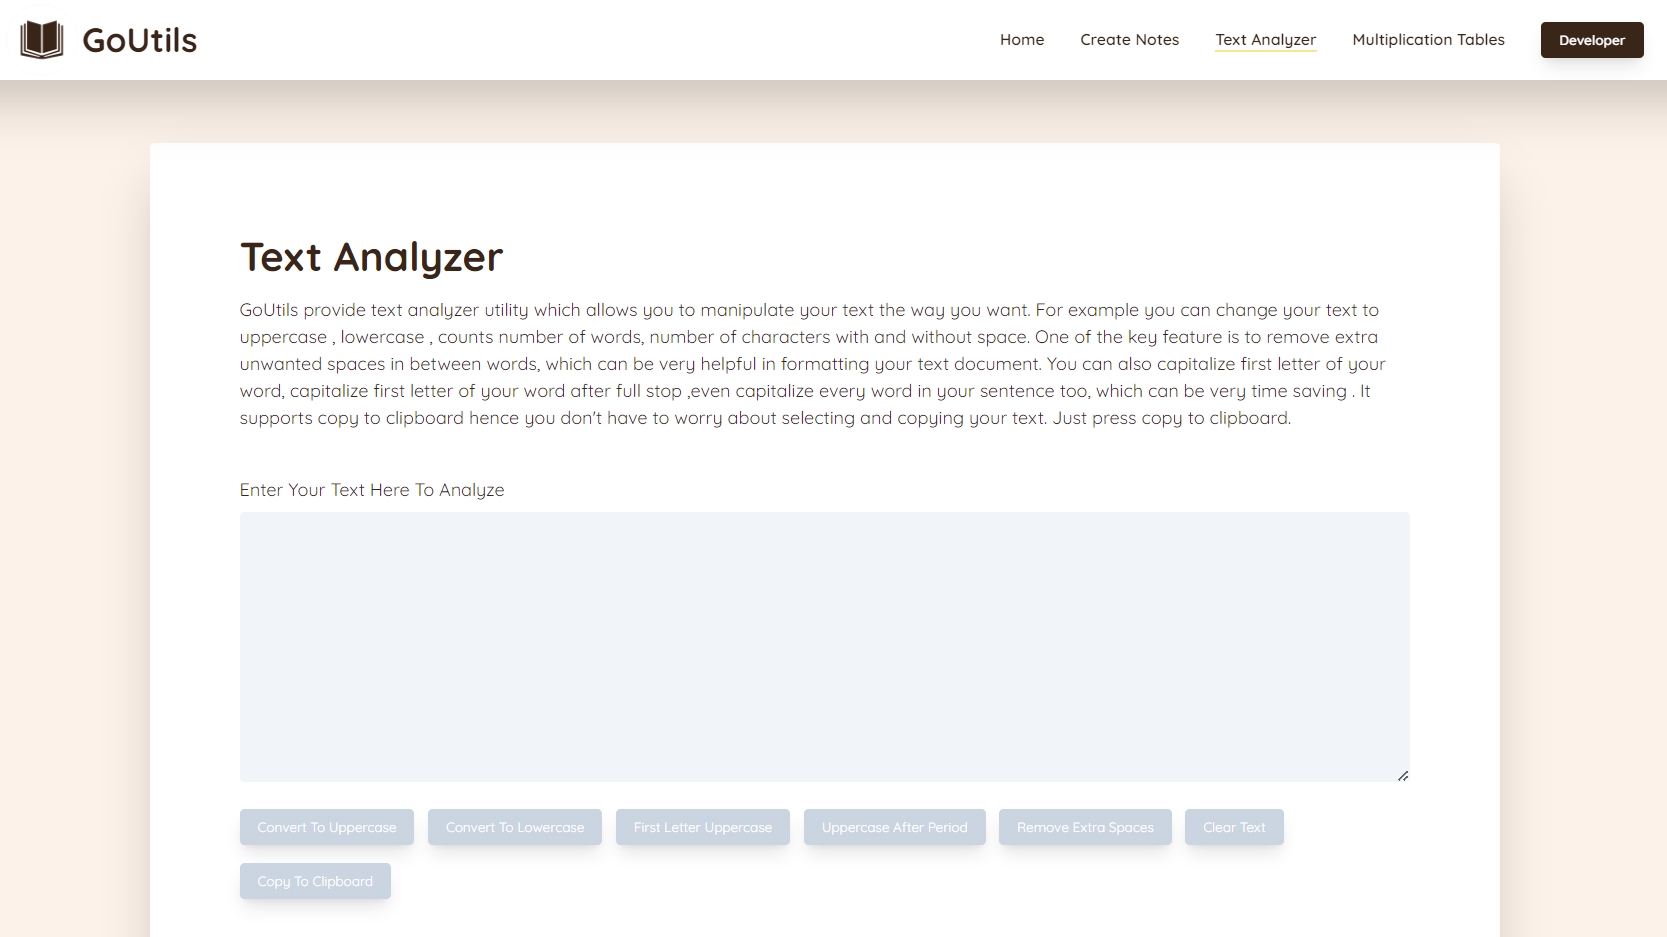 GoUtils
Home
Create Notes
Text Analyzer
Multiplication Tables
Developer
Text Analyzer
GoUtils provide text analyzer utility which allows you to manipulate your text the way you want. For example you can change your text to
uppercase , lowercase , counts number of words, number of characters with and without space. One of the key feature is to remove extra
unwanted spaces in between words, which can be very helpful in formatting your text document. You can also capitalize first letter of your
word, capitalize first letter of your word after full stop ,even capitalize every word in your sentence too, which can be very time saving . It
supports copy to clipboard hence you don't have to worry about selecting and copying your text. Just press copy to clipboard.
Enter Your Text Here To Analyze
Convert To Uppercase
Convert To Lowercase
First Letter Uppercase
Uppercase After Period
Remove Extra Spaces
Clear Text
Copy To Clipboard